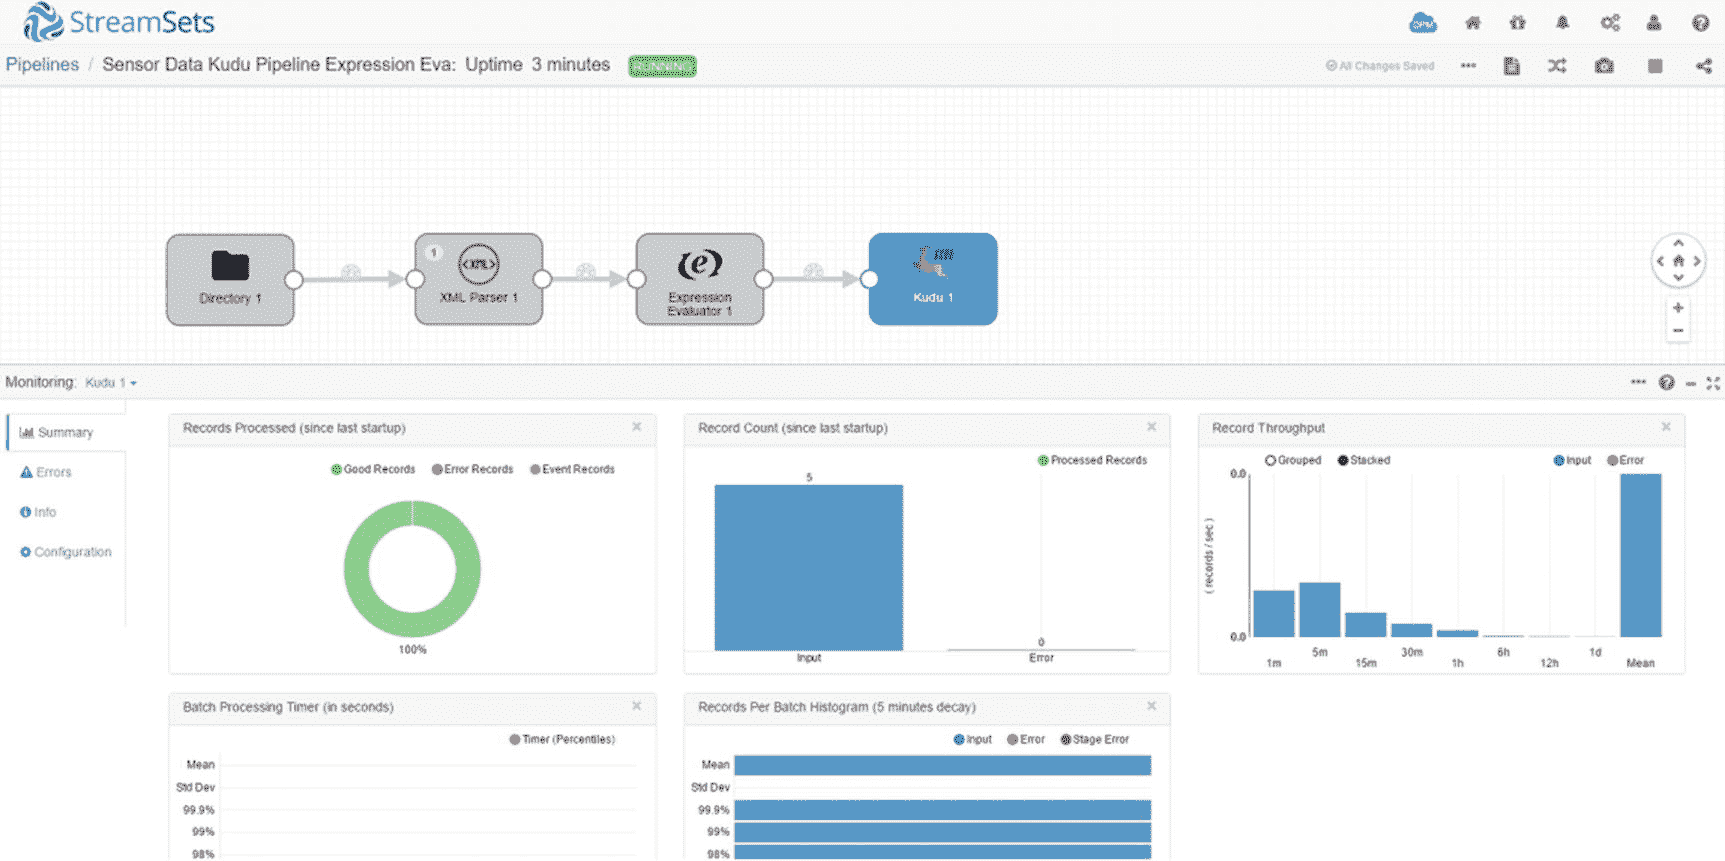 StreamSets
DPM
Pipelines / Sensor Data Kudu Pipeline Expression Eva: Uptime 3 minutes RUNNING
All Changes Saved
Directory 1
1
<XML>
XML Parser 1
e
Expression
Evaluator 1
Kudu 1
Monitoring: Kudu 1
Summary
Errors
Info
Configuration
Records Processed (since last startup)
Good Records Error Records Event Records
100%
Record Count (since last startup)
Processed Records
5
0
Input Error
Record Throughput
Grouped Stacked Input Error
0.0
( records / sec )
0.0
1m 5m 15m 30m 1h 6h 12h 1d Mean
Batch Processing Timer (in seconds)
Timer (Percentiles)
Mean
Std Dev
99.9%
99%
98%
Records Per Batch Histogram (5 minutes decay)
Input Error Stage Error
Mean
Std Dev
99.9%
99%
98%